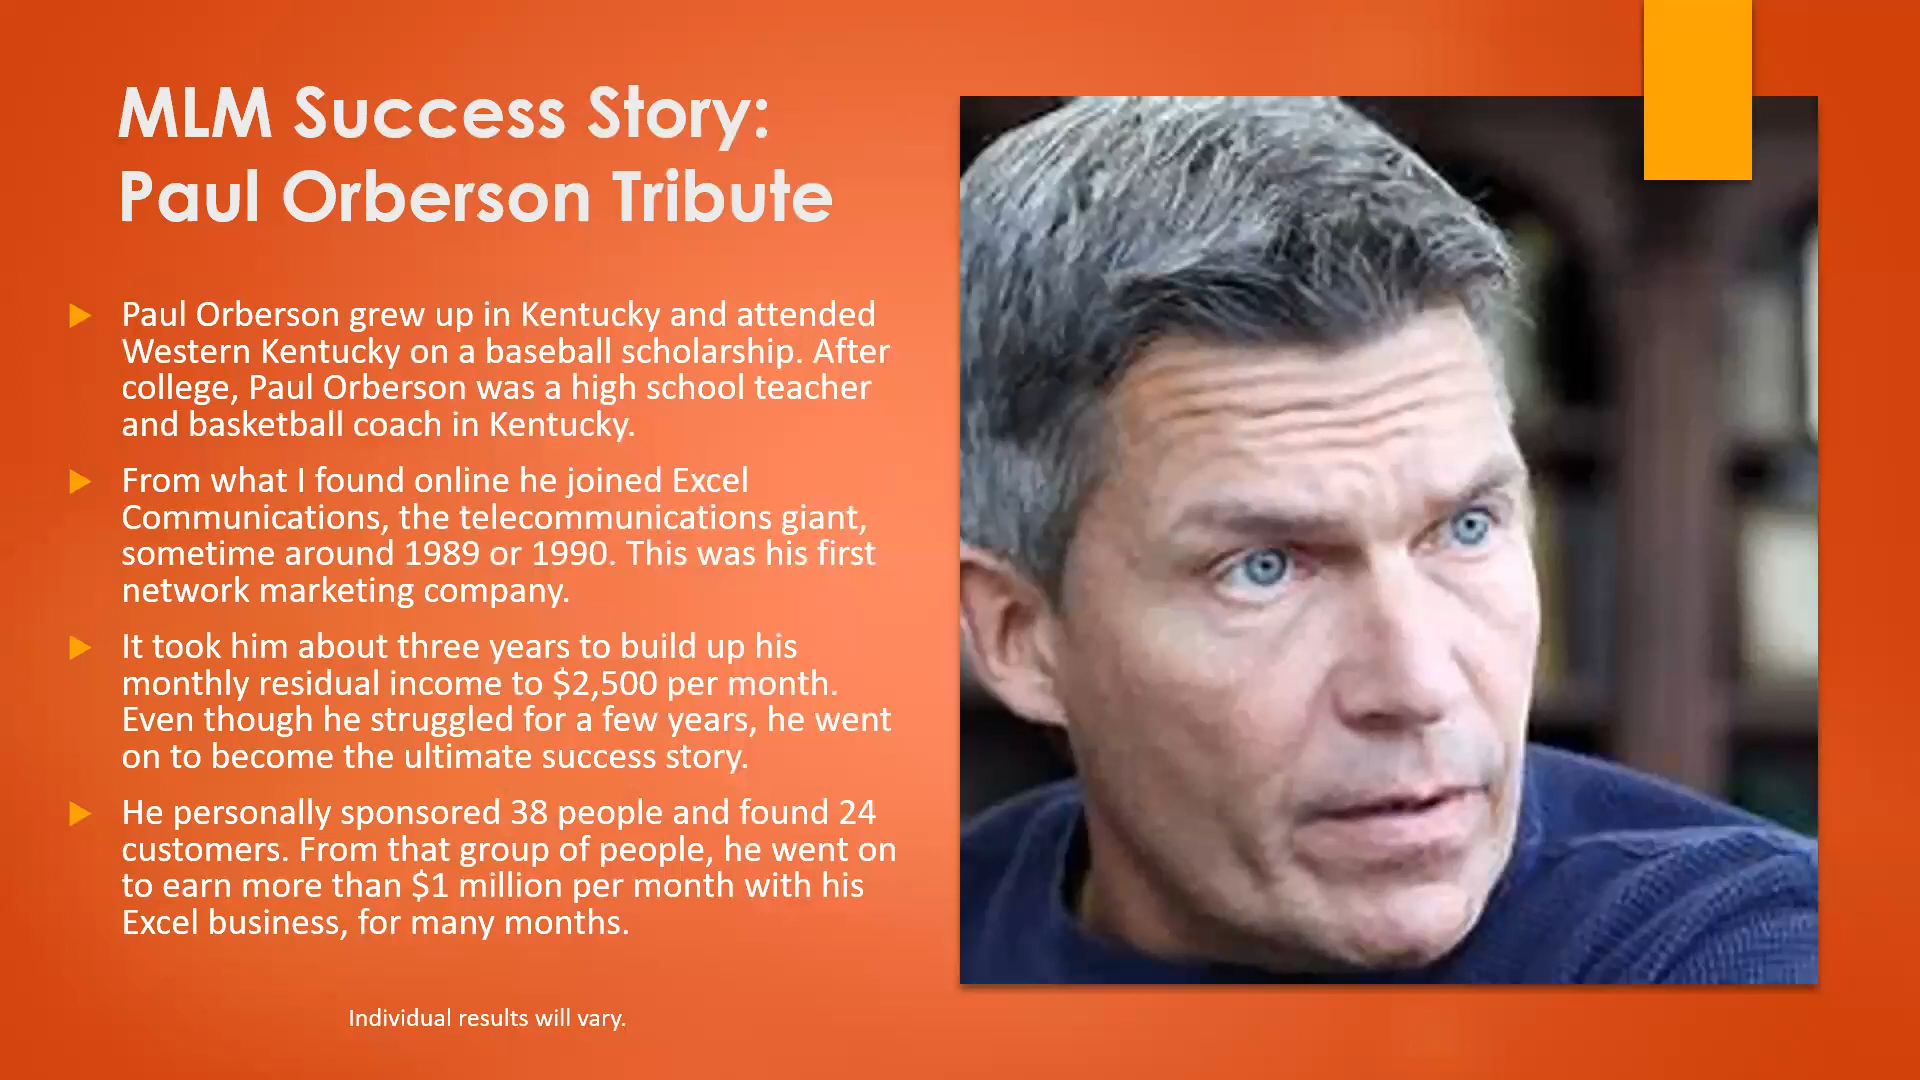 MLM Success Story:
Paul Orberson Tribute
Paul Orberson grew up in Kentucky and attended
Western Kentucky on a baseball scholarship. After
college, Paul Orberson was a high school teacher
and basketball coach in Kentucky.
From what I found online he joined Excel
Communications, the telecommunications giant,
sometime around 1989 or 1990. This was his first
network marketing company.
It took him about three years to build up his
monthly residual income to $2,500 per month.
Even though he struggled for a few years, he went
on to become the ultimate success story.
He personally sponsored 38 people and found 24
customers. From that group of people, he went on
to earn more than $1 million per month with his
Excel business, for many months.
Individual results will vary.